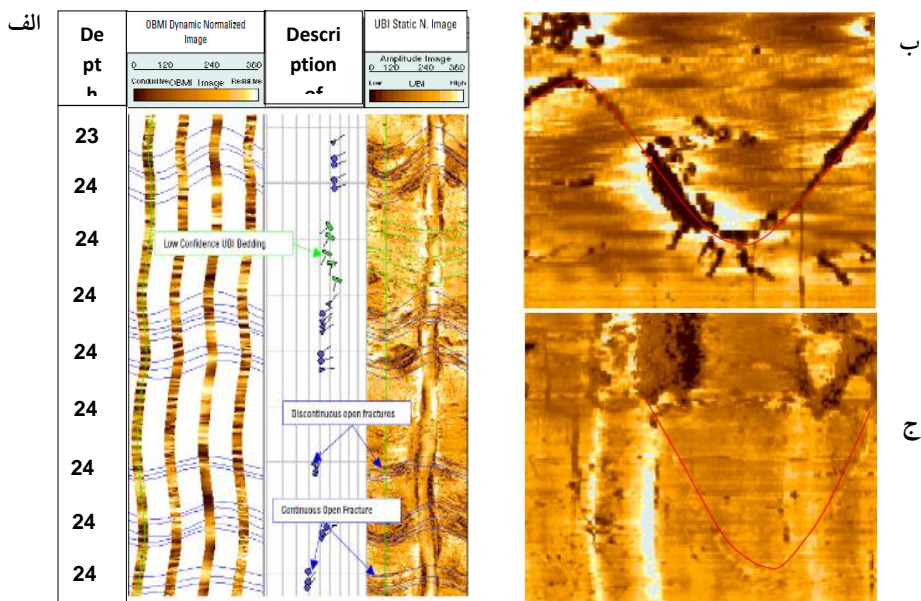 الف
De
pt
h
OBMI Dynamic Normalized
Image
0 120 240 360
Conductive OBMI Image Resistive
Descri
ption
of
UBI Static N. Image
Amplitude Image
0 120 240 360
Low UBI High
23
24
24
24
24
24
24
24
24
Low Confidence UBI Bedding
Discontinuous open fractures
Continuous Open Fracture
ب
ج